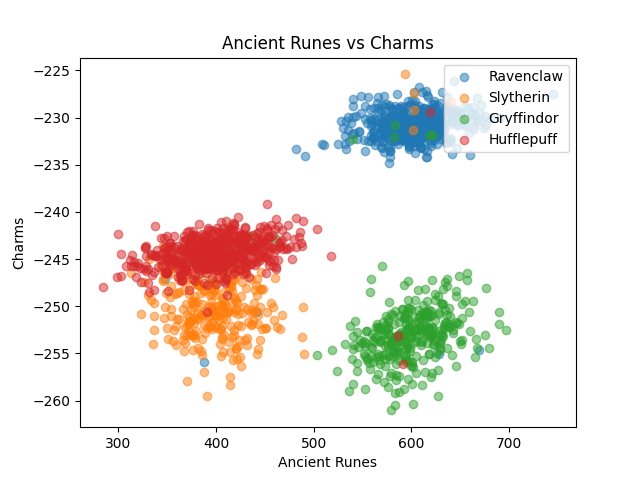 Ancient Runes vs Charms
Ravenclaw
Slytherin
Gryffindor
Hufflepuff
Charms
−225
−230
−235
−240
−245
−250
−255
−260
300
400
500
600
700
Ancient Runes